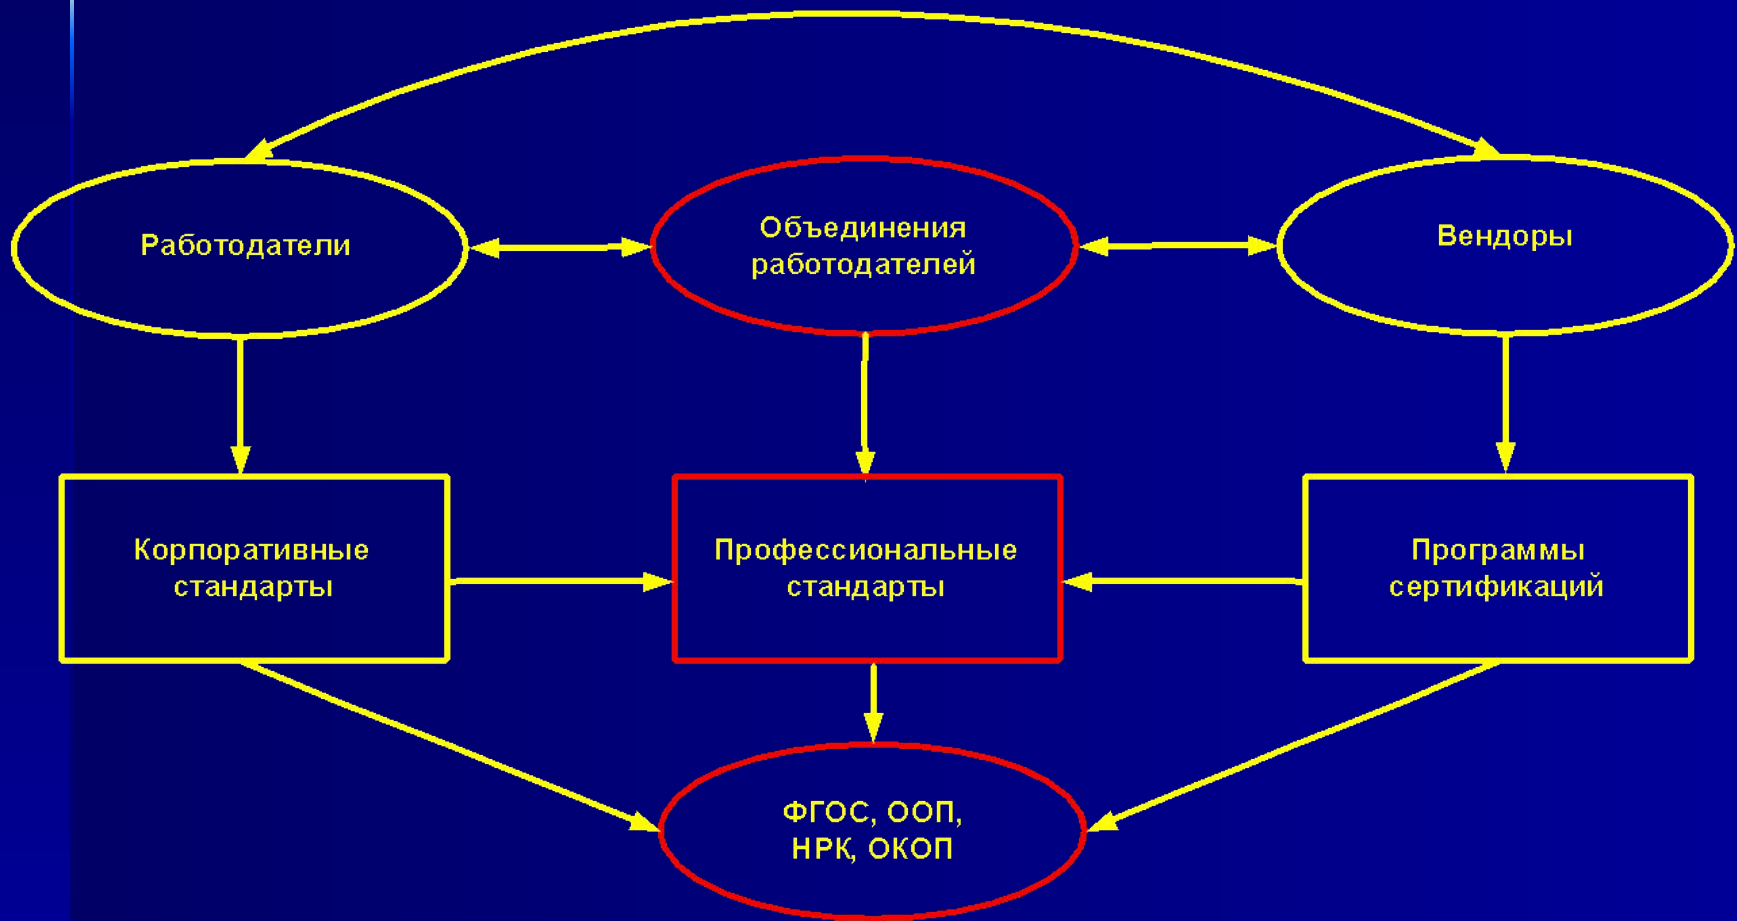 Работодатели
Объединения
работодателей
Вендоры
Корпоративные
стандарты
Профессиональные
стандарты
Программы
сертификаций
ФГОС, ООП,
НРК, ОКОП